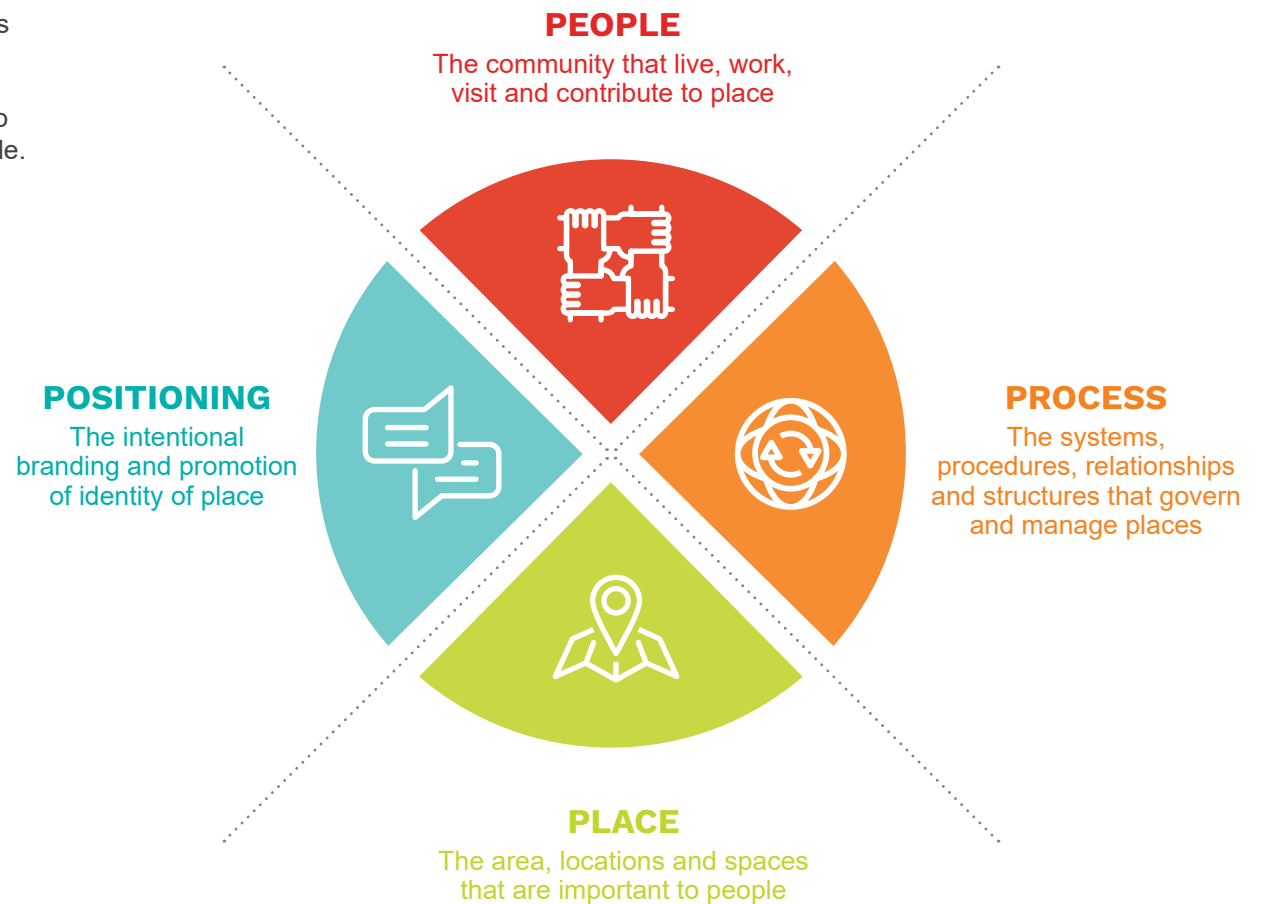 PEOPLE
The community that live, work,
visit and contribute to place
POSITIONING
The intentional
branding and promotion
of identity of place
PROCESS
The systems,
procedures, relationships
and structures that govern
and manage places
PLACE
The area, locations and spaces
that are important to people